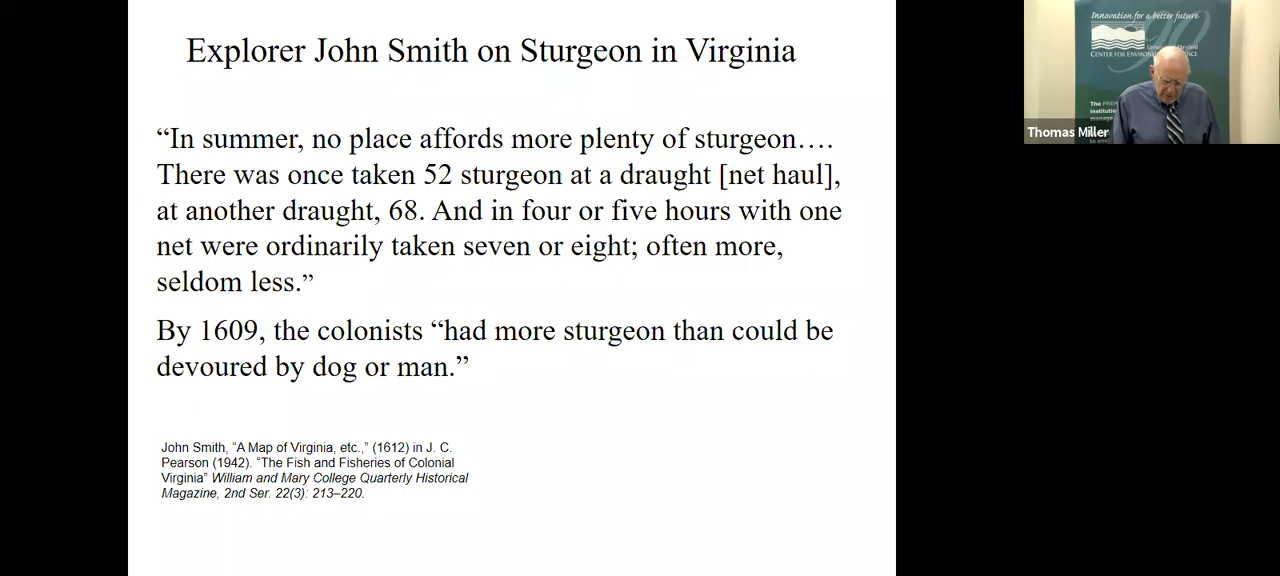 Explorer John Smith on Sturgeon in Virginia
“In summer, no place affords more plenty of sturgeon….
There was once taken 52 sturgeon at a draught [net haul],
at another draught, 68. And in four or five hours with one
net were ordinarily taken seven or eight; often more,
seldom less.”
By 1609, the colonists “had more sturgeon than could be
devoured by dog or man.”
John Smith, “A Map of Virginia, etc.,” (1612) in J. C.
Pearson (1942). “The Fish and Fisheries of Colonial
Virginia” William and Mary College Quarterly Historical
Magazine, 2nd Ser. 22(3): 213–220.
Innovation for a better future
CENTER FOR
The
Thomas Miller